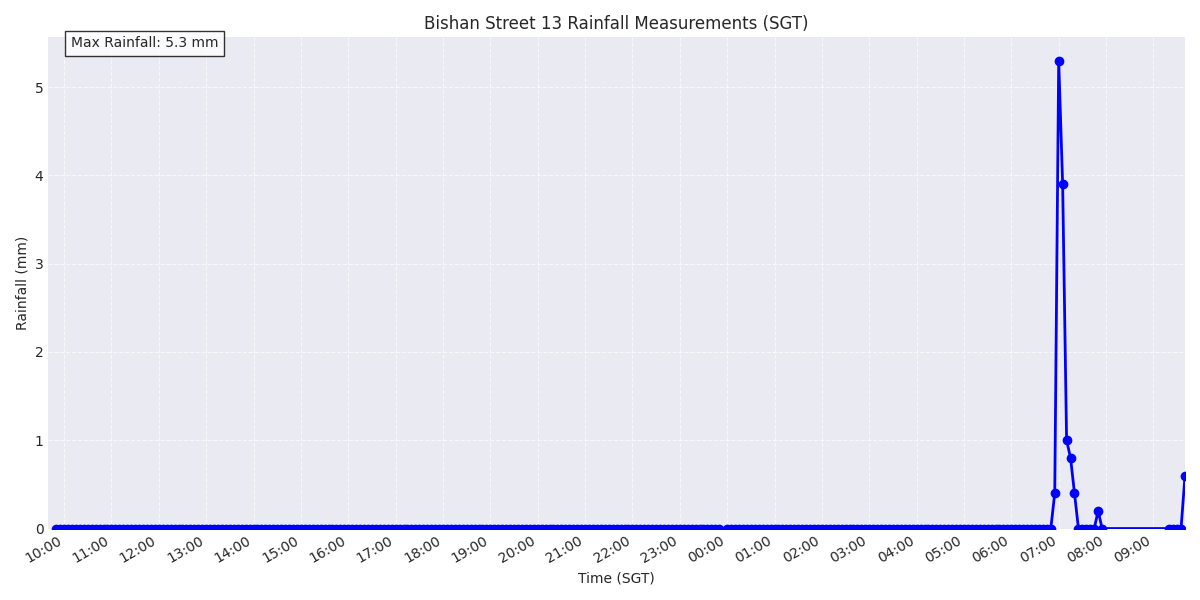 Bishan Street 13 Rainfall Measurements (SGT)
Max Rainfall: 5.3 mm
5
4
3
2
1
0
Rainfall (mm)
10:00 11:00 12:00 13:00 14:00 15:00 16:00 17:00 18:00 19:00 20:00 21:00 22:00 23:00 00:00 01:00 02:00 03:00 04:00 05:00 06:00 07:00 08:00 09:00
Time (SGT)